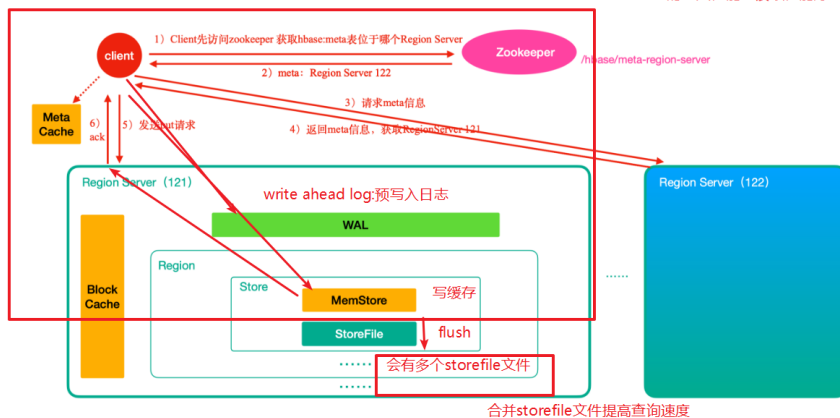 1）Client先访问zookeeper 获取hbase:meta表位于哪个Region Server
client
Zookeeper
/hbase/meta-region-server
2）meta：Region Server 122
3）请求meta信息
Meta
Cache
6）
ack
5）发送put请求
4）返回meta信息，获取RegionServer 121
Region Server（121）
Region Server（122）
write ahead log:预写入日志
WAL
Region
Store
Block
Cache
MemStore
写缓存
......
StoreFile
flush
......
会有多个storefile文件
......
合并storefile文件提高查询速度